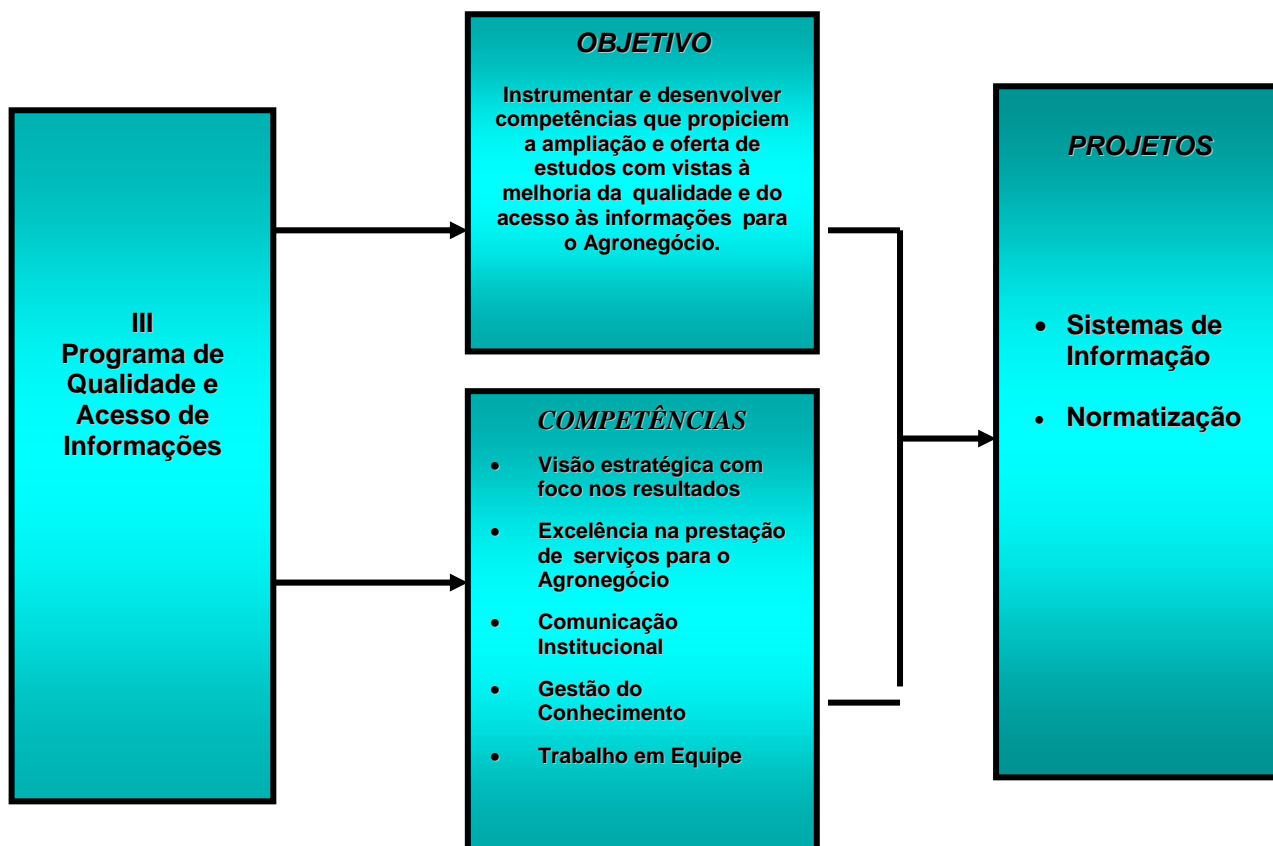 III
Programa de
Qualidade e
Acesso de
Informações
OBJETIVO
Instrumentar e desenvolver
competências que propiciem
a ampliação e oferta de
estudos com vistas à
melhoria da qualidade e do
acesso às informações para
o Agronegócio.
COMPETÊNCIAS
• Visão estratégica com
foco nos resultados
• Excelência na prestação
de serviços para o
Agronegócio
• Comunicação
Institucional
• Gestão do
Conhecimento
• Trabalho em Equipe
PROJETOS
• Sistemas de
Informação
• Normatização